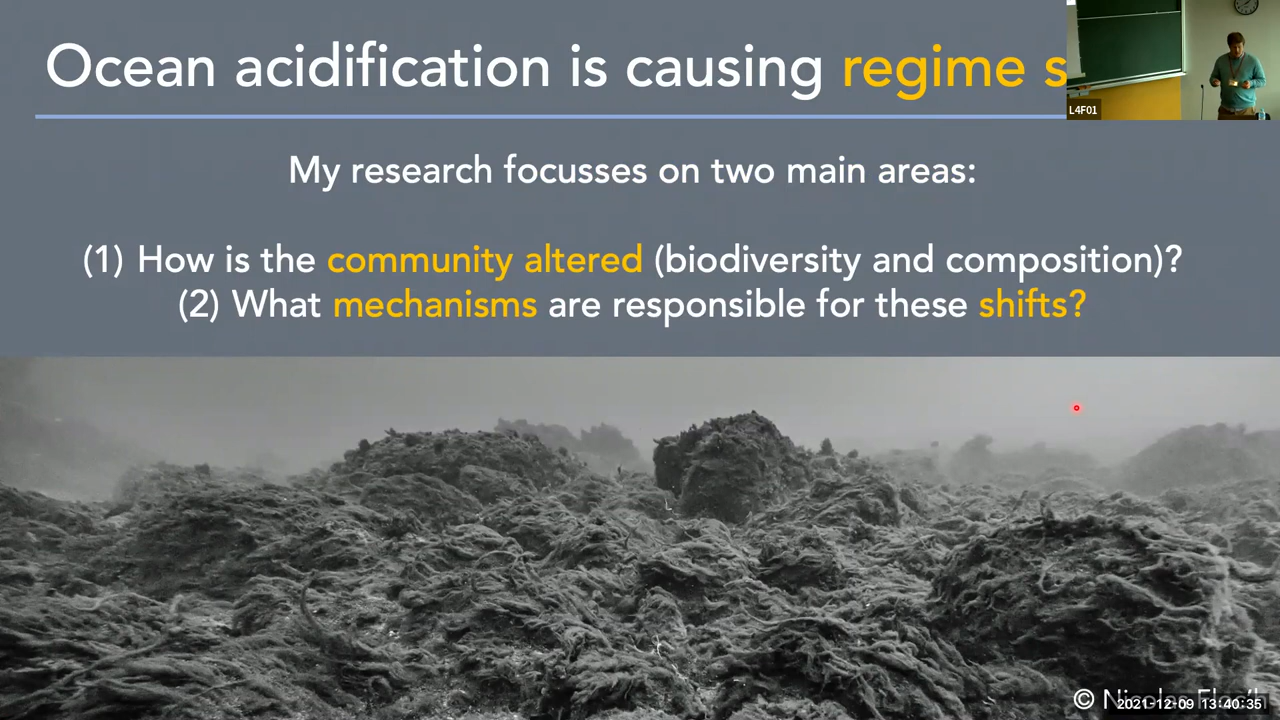 Ocean acidification is causing regime s
L4F01
My research focusses on two main areas:
(1) How is the community altered (biodiversity and composition)?
(2) What mechanisms are responsible for these shifts?
©
2021-12-09 13:40:35